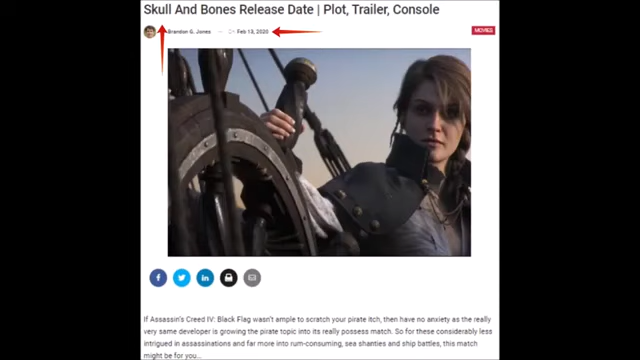 Skull And Bones Release Date | Plot, Trailer, Console
Brandon G. Jones – On Feb 13, 2020
MOVIES
If Assassin's Creed IV: Black Flag wasn't ample to scratch your pirate itch, then have no anxiety as the really
very same developer is growing the pirate topic into its really possess match. So for these considerably less
intrigued in assassinations and far more into rum-consuming, sea shanties and ship battles, this match
might be for you...